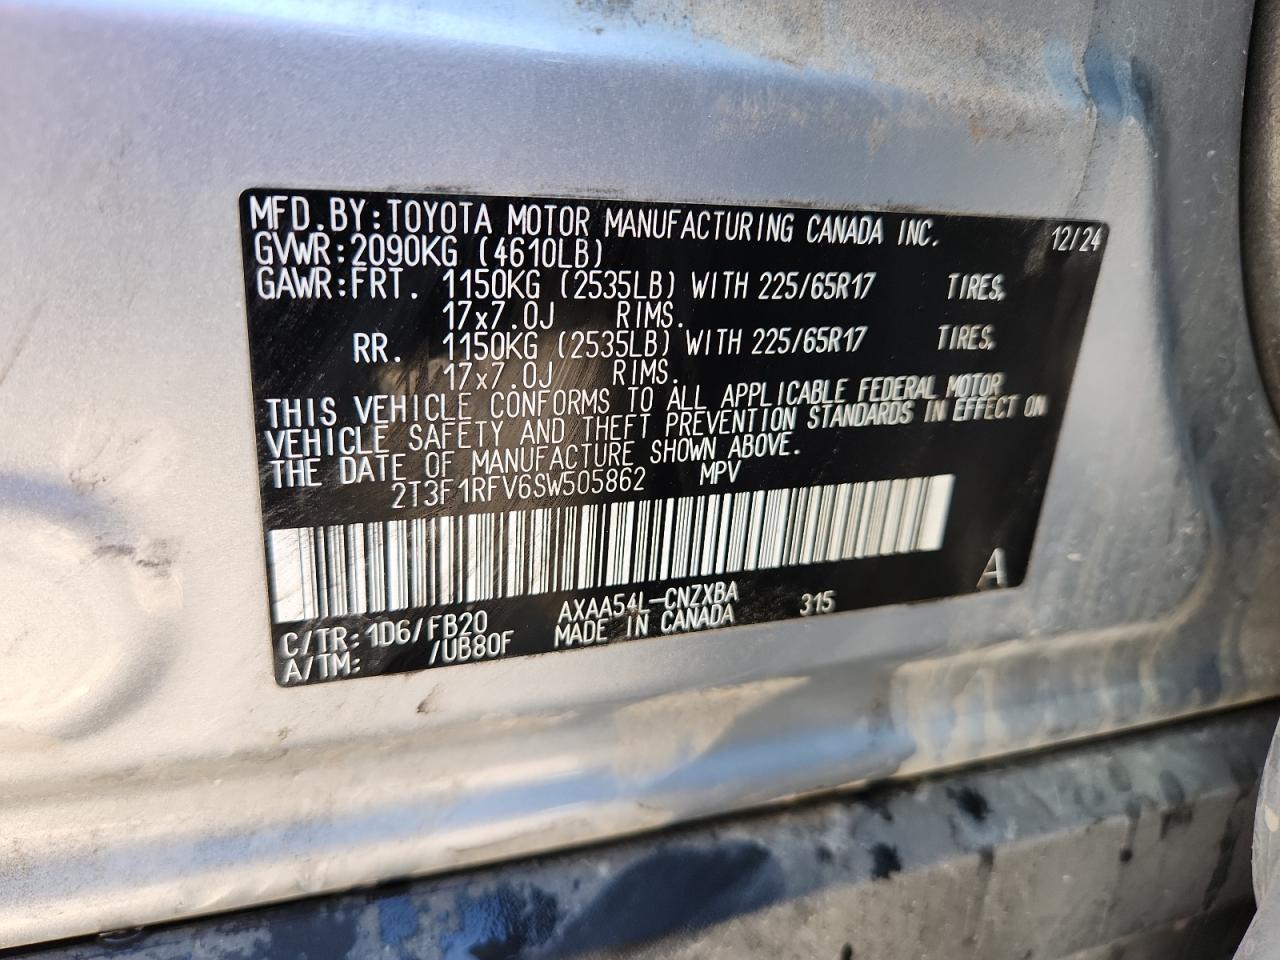 MFD.BY:TOYOTA MOTOR MANUFACTURING CANADA INC. 12/24
GVWR:2090KG (4610LB)
GAWR:FRT. 1150KG (2535LB) WITH 225/65R17 TIRES,
17x7.0J RIMS.
RR. 1150KG (2535LB) WITH 225/65R17 TIRES,
17x7.0J RIMS.
THIS VEHICLE CONFORMS TO ALL APPLICABLE FEDERAL MOTOR
VEHICLE SAFETY AND THEFT PREVENTION STANDARDS IN EFFECT ON
THE DATE OF MANUFACTURE SHOWN ABOVE.
2T3F1RFV6SW505862 MPV
A
C/TR:1D6/FB20 AXAA54L-CNZXBA 315
A/TM: /UB80F MADE IN CANADA